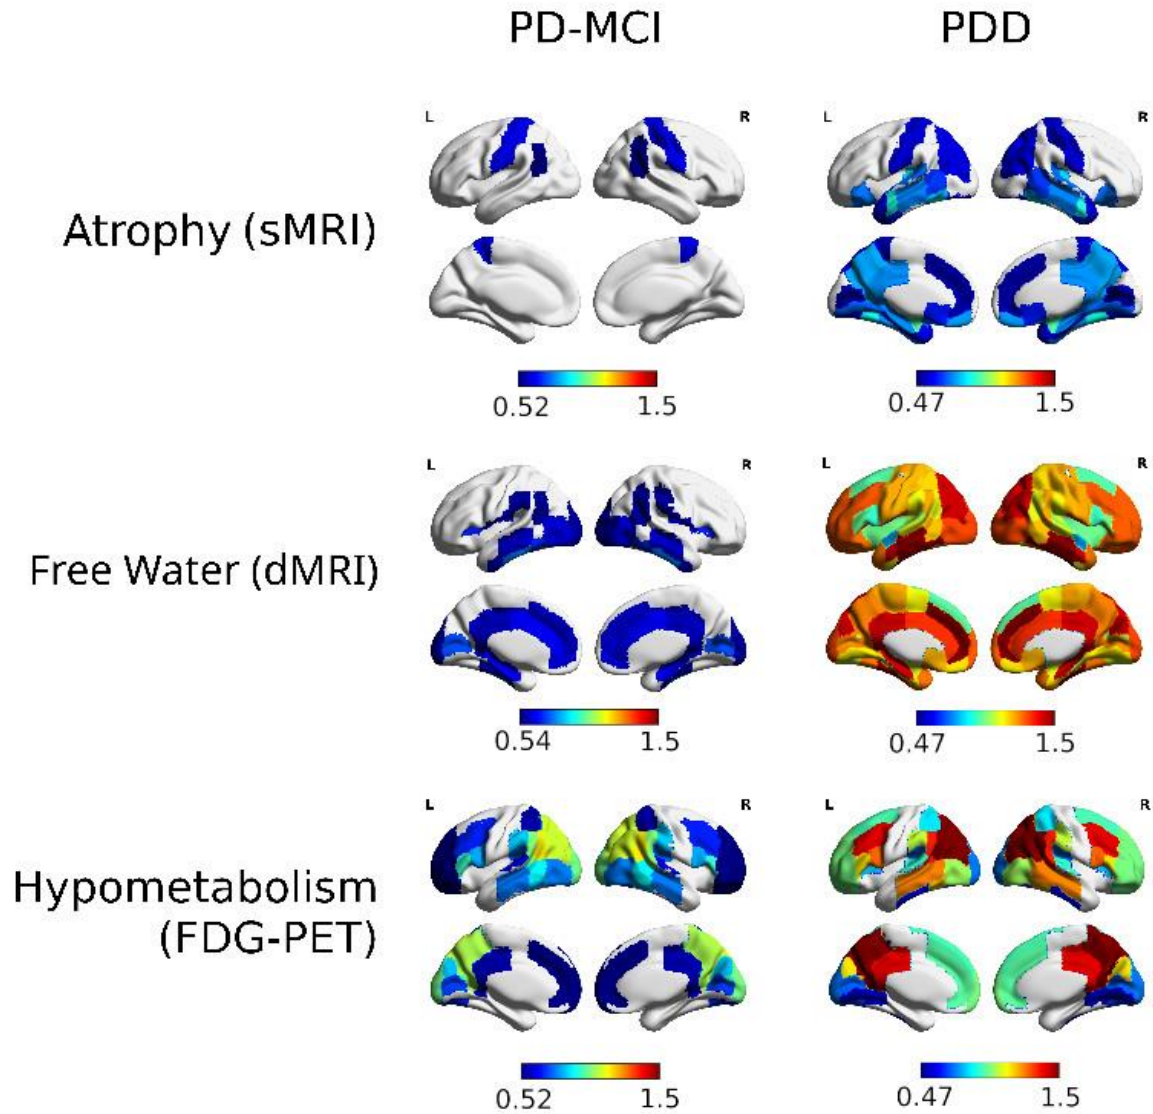 PD-MCI PDD
L R L R
Atrophy (sMRI)
0.52 1.5 0.47 1.5
L R L R
Free Water (dMRI)
0.54 1.5 0.47 1.5
L R L R
Hypometabolism
(FDG-PET)
0.52 1.5 0.47 1.5